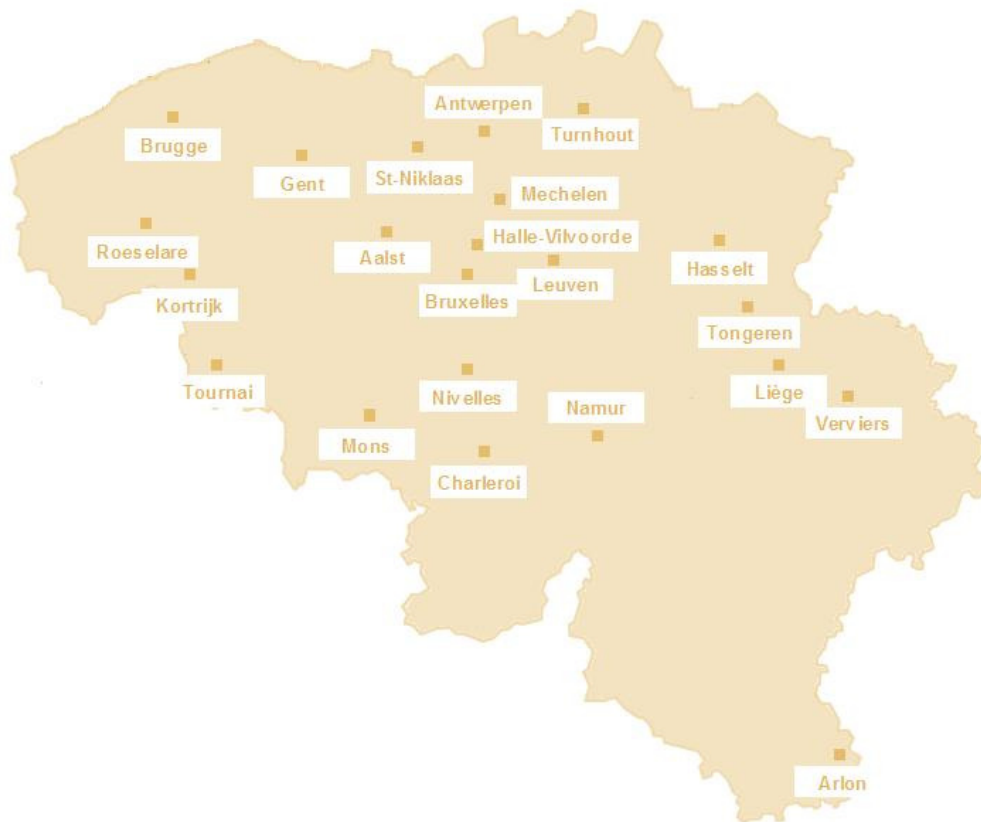 Antwerpen
Turnhout
Brugge
Gent
St-Niklaas
Mechelen
Halle-Vilvoorde
Roeselare
Aalst
Leuven
Hasselt
Kortrijk
Bruxelles
Tongeren
Tournai
Nivelles
Namur
Liège
Verviers
Mons
Charleroi
Arlon